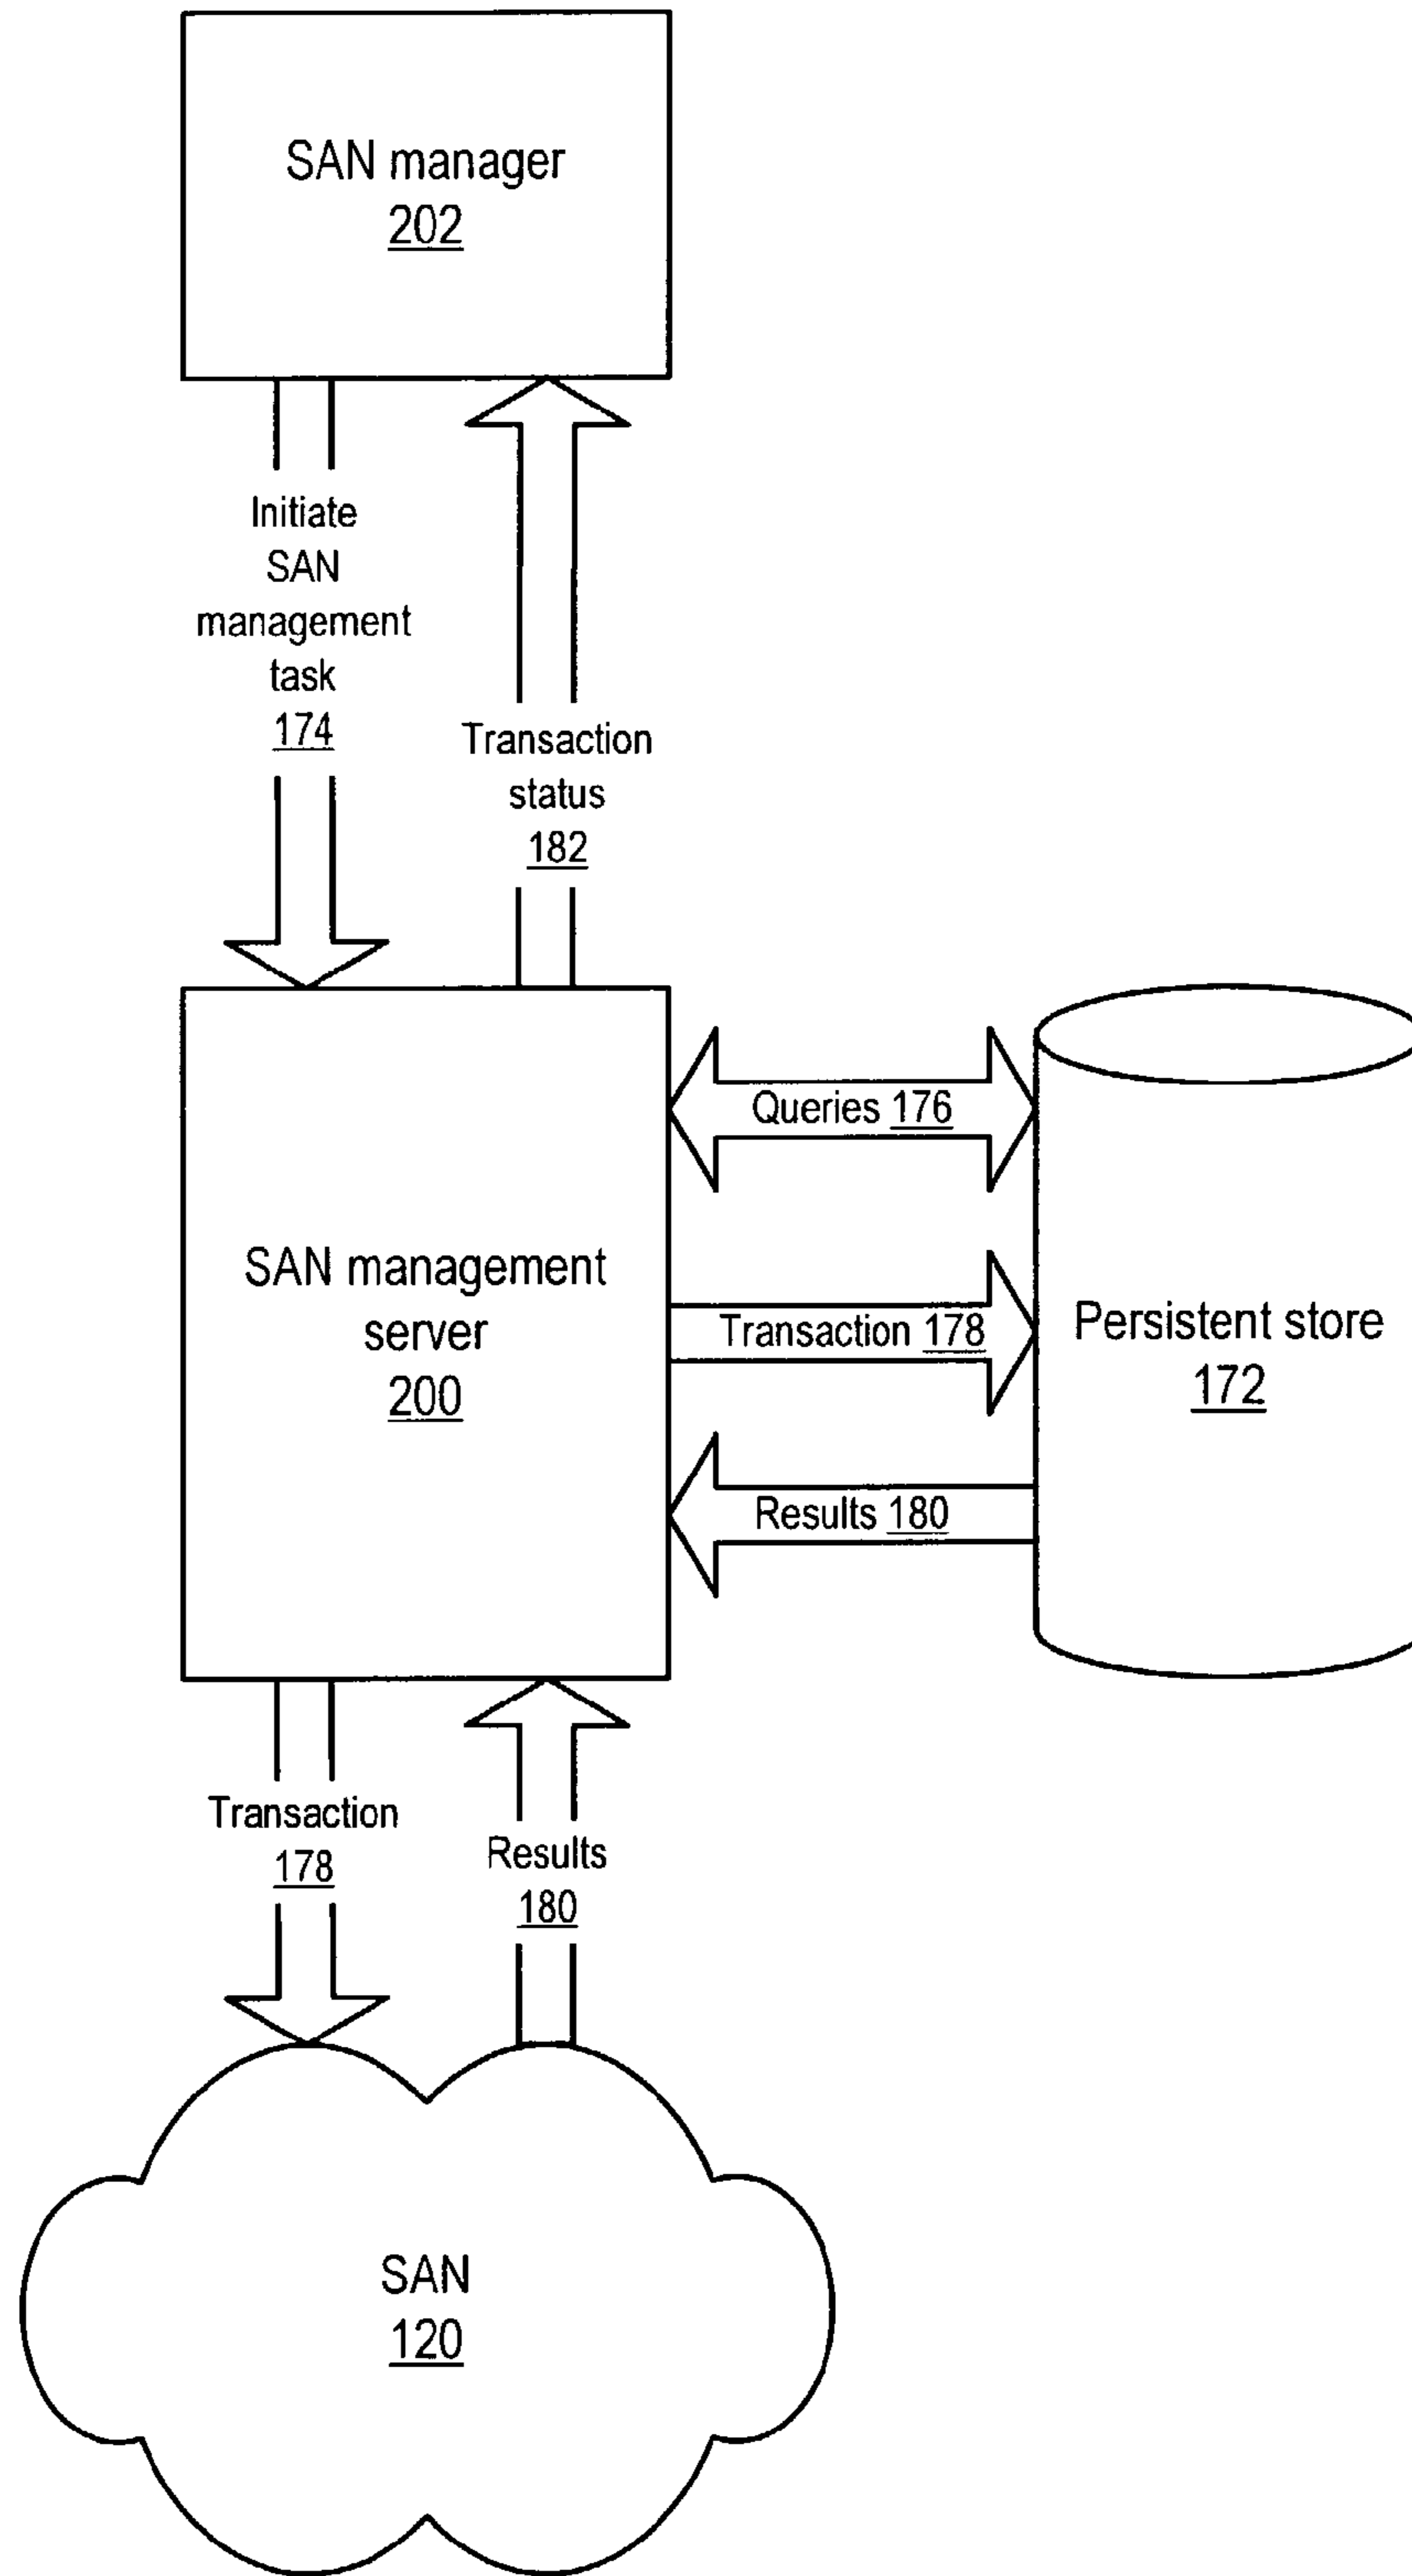 SAN manager
202
Initiate
SAN
management
task
174
Transaction
status
182
Queries 176
SAN management
server
200
Transaction 178
Persistent store
172
Results 180
Transaction
178
Results
180
SAN
120